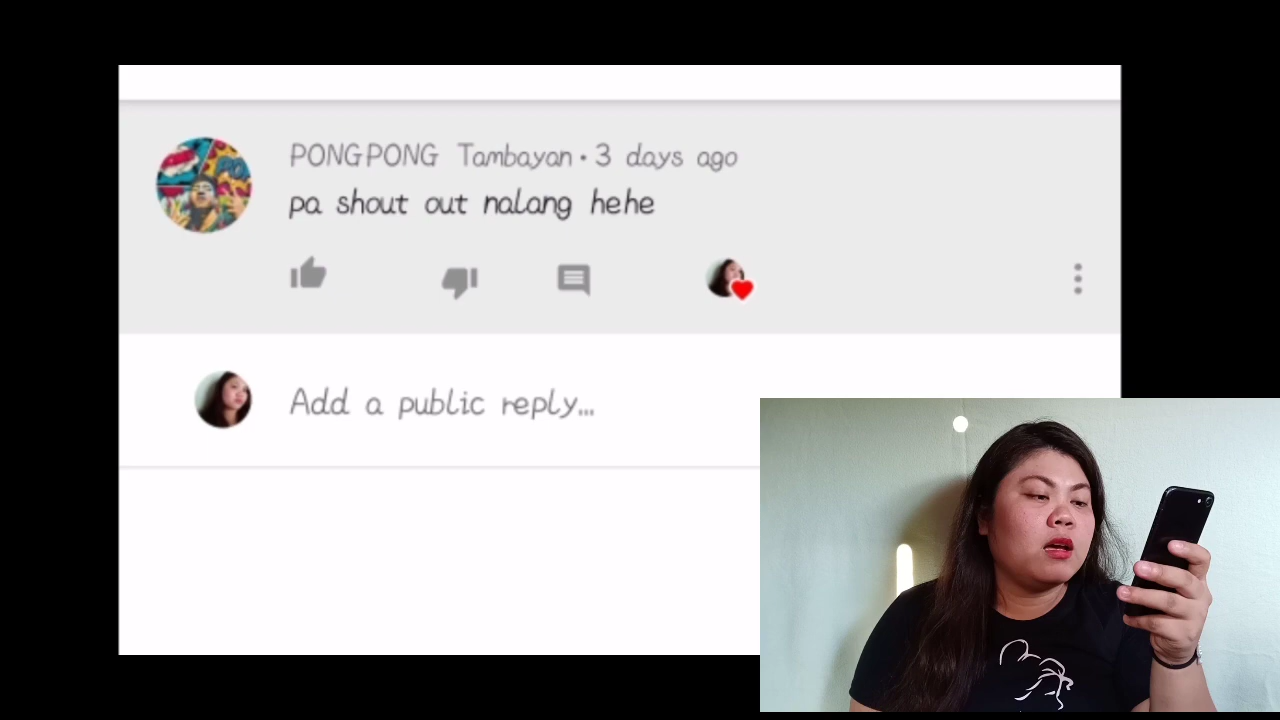 PONGPONG Tambayan • 3 days ago
pa shout out nalang hehe
Add a public reply...